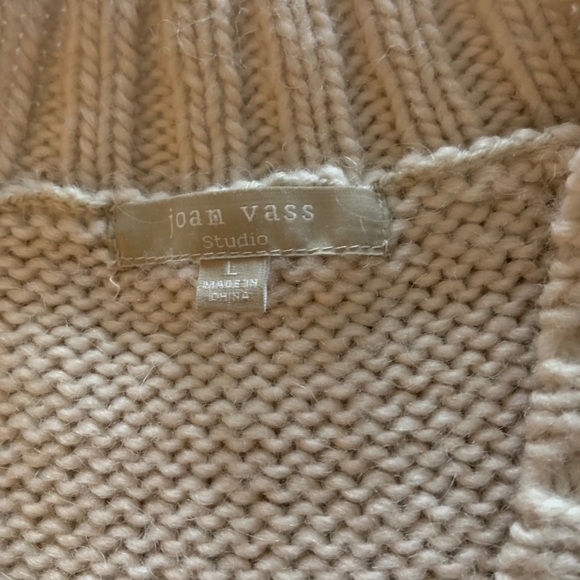 joan vass
Studio
L
MADE IN
CHINA